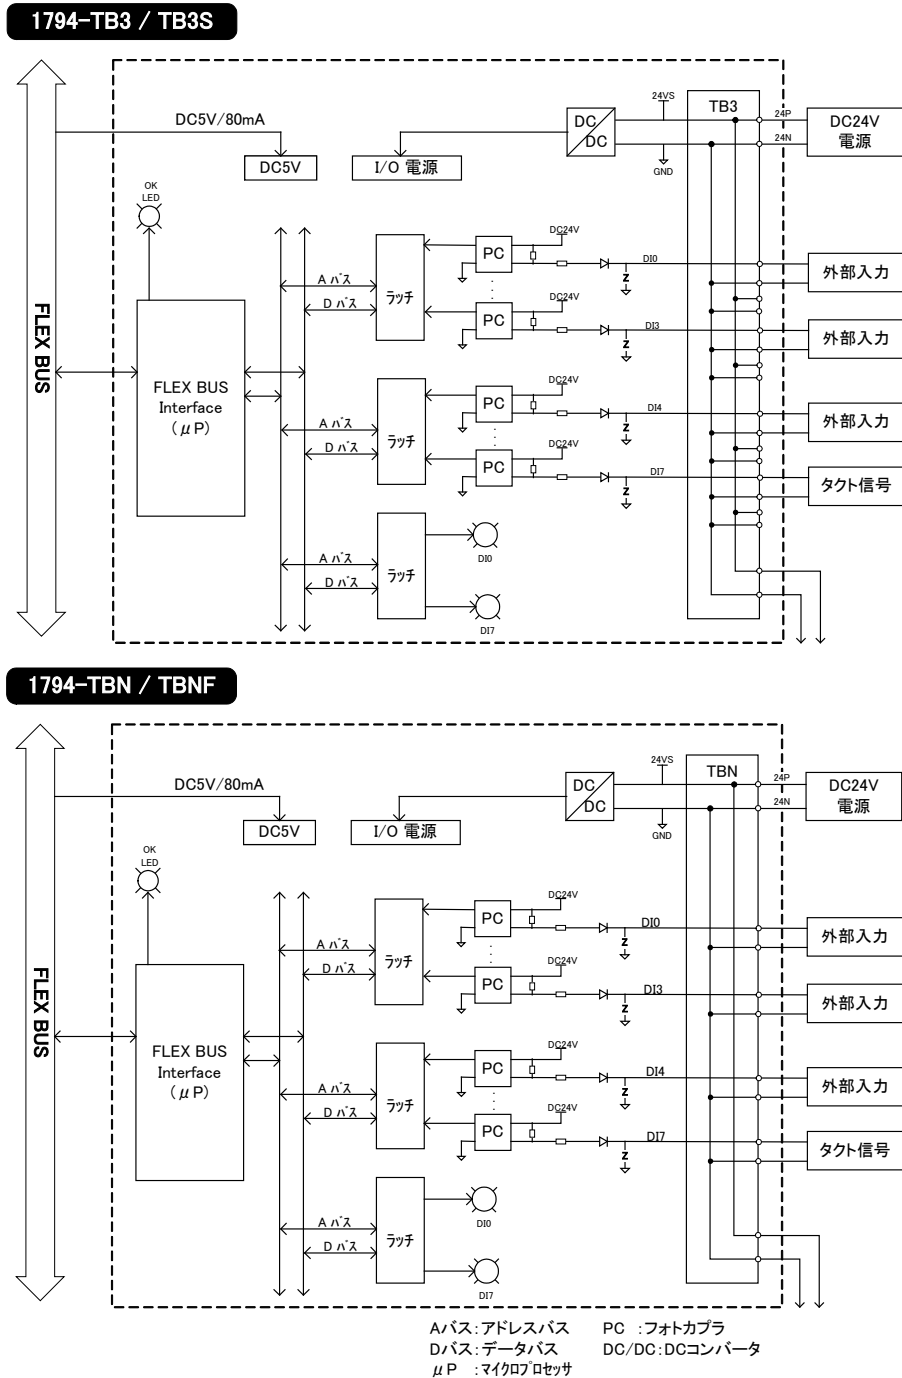 1794-TB3 / TB3S
DC5V/80mA
DC5V
I/O 電源
DC
DC
24VS
GND
TB3
24P
24N
DC24V
電源
OK
LED
FLEX BUS
FLEX BUS
Interface
(μP)
A バス
D バス
ラッチ
PC
DC24V
DI0
Z
外部入力
PC
DC24V
DI3
Z
外部入力
A バス
D バス
ラッチ
PC
DC24V
DI4
Z
外部入力
PC
DC24V
DI7
Z
タクト信号
A バス
D バス
ラッチ
DI0
DI7
1794-TBN / TBNF
DC5V/80mA
DC5V
I/O 電源
DC
DC
24VS
GND
TBN
24P
24N
DC24V
電源
OK
LED
FLEX BUS
FLEX BUS
Interface
(μP)
A バス
D バス
ラッチ
PC
DC24V
DI0
Z
外部入力
PC
DC24V
DI3
Z
外部入力
A バス
D バス
ラッチ
PC
DC24V
DI4
Z
外部入力
PC
DC24V
DI7
Z
タクト信号
A バス
D バス
ラッチ
DI0
DI7
Aバス:アドレスバス PC :フォトカプラ
Dバス:データバス DC/DC:DCコンバータ
μP :マイクロプロセッサ